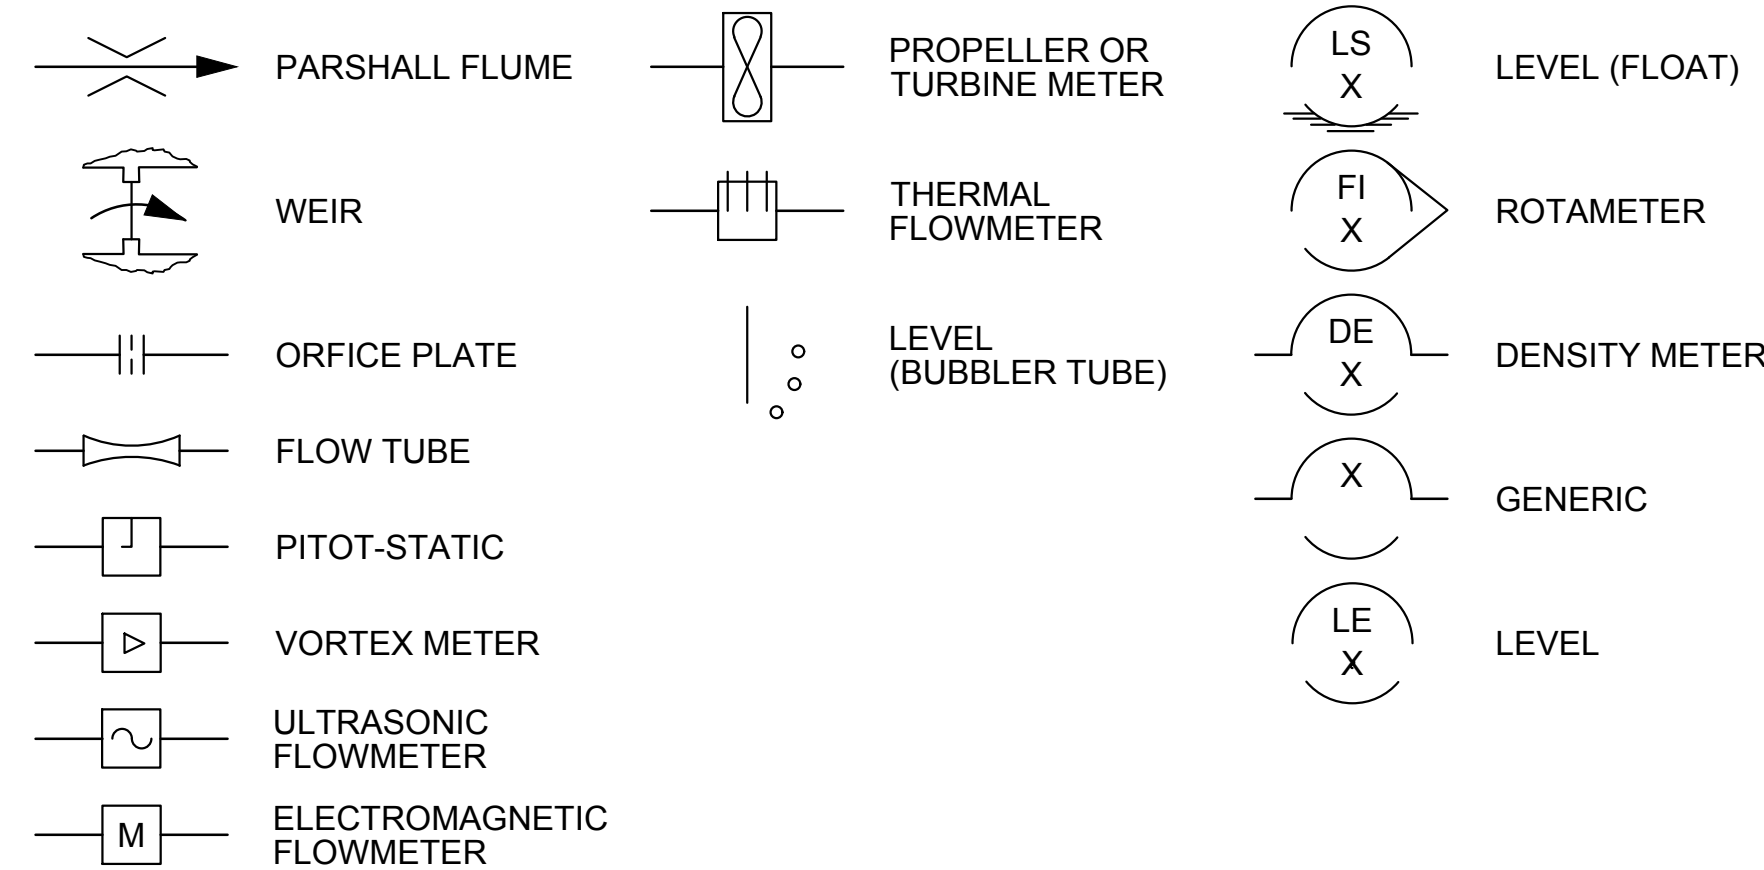 PARSHALL FLUME
WEIR
ORFICE PLATE
FLOW TUBE
PITOT-STATIC
VORTEX METER
ULTRASONIC
FLOWMETER
M
ELECTROMAGNETIC
FLOWMETER
PROPELLER OR
TURBINE METER
THERMAL
FLOWMETER
LEVEL
(BUBBLER TUBE)
LS
X
LEVEL (FLOAT)
FI
X
ROTAMETER
DE
X
DENSITY METER
X
GENERIC
LE
X
LEVEL